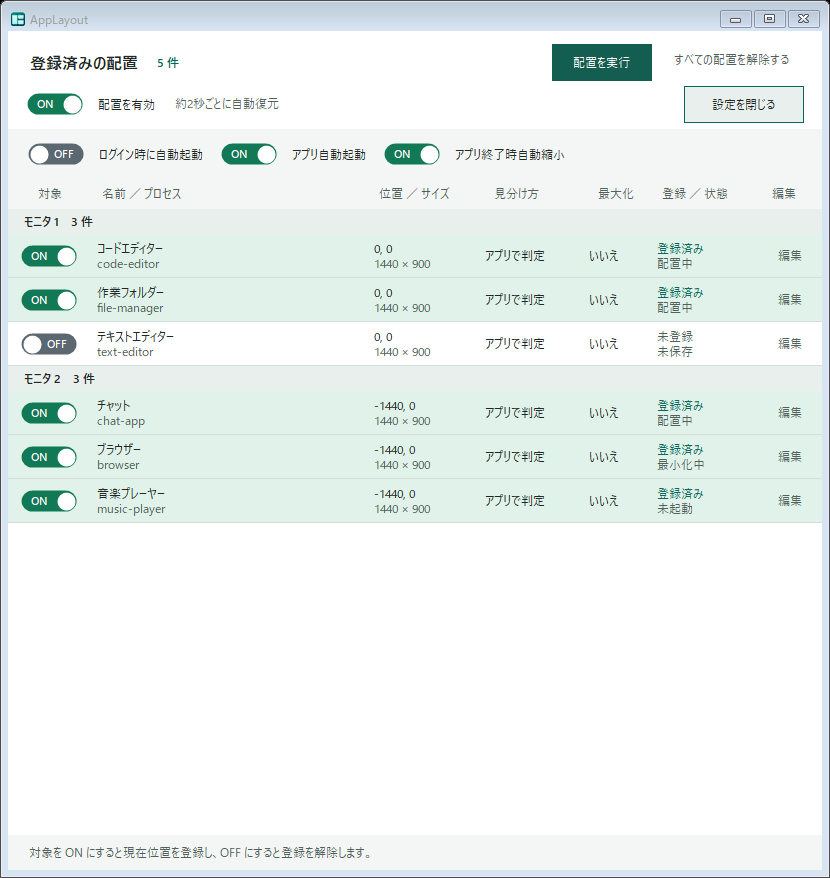 AppLayout
登録済みの配置 5 件
配置を実行
すべての配置を解除する
ON 配置を有効 約2秒ごとに自動復元
設定を閉じる
OFF ログイン時に自動起動 ON アプリ自動起動 ON アプリ終了時自動縮小
対象 名前 ／ プロセス 位置 ／ サイズ 見分け方 最大化 登録 ／ 状態 編集
モニタ 1 3 件
ON コードエディター 0, 0 アプリで判定 いいえ 登録済み 編集
code-editor 1440 × 900 配置中
ON 作業フォルダー 0, 0 アプリで判定 いいえ 登録済み 編集
file-manager 1440 × 900 配置中
OFF テキストエディター 0, 0 アプリで判定 いいえ 未登録 編集
text-editor 1440 × 900 未保存
モニタ 2 3 件
ON チャット -1440, 0 アプリで判定 いいえ 登録済み 編集
chat-app 1440 × 900 配置中
ON ブラウザー -1440, 0 アプリで判定 いいえ 登録済み 編集
browser 1440 × 900 最小化中
ON 音楽プレーヤー -1440, 0 アプリで判定 いいえ 登録済み 編集
music-player 1440 × 900 未起動
対象を ON にすると現在位置を登録し、OFF にすると登録を解除します。